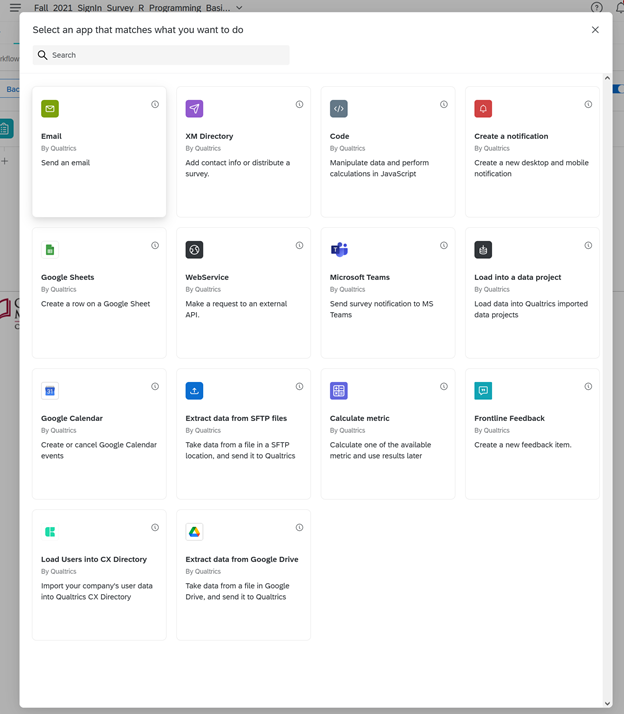 Fall_2021_SignIn_Survey_R_Programming_Basi...
Select an app that matches what you want to do
Search
rkflow
Bac
Email
By Qualtrics
Send an email
XM Directory
By Qualtrics
Add contact info or distribute a
survey.
Code
By Qualtrics
Manipulate data and perform
calculations in JavaScript
Create a notification
By Qualtrics
Create a new desktop and mobile
notification
Google Sheets
By Qualtrics
Create a row on a Google Sheet
WebService
By Qualtrics
Make a request to an external
API.
Microsoft Teams
By Qualtrics
Send survey notification to MS
Teams
Load into a data project
By Qualtrics
Load data into Qualtrics imported
data projects
31
Google Calendar
By Qualtrics
Create or cancel Google Calendar
events
Extract data from SFTP files
By Qualtrics
Take data from a file in a SFTP
location, and send it to Qualtrics
Calculate metric
By Qualtrics
Calculate one of the available
metric and use results later
Frontline Feedback
By Qualtrics
Create a new feedback item.
Load Users into CX Directory
By Qualtrics
Import your company's user data
into Qualtrics CX Directory
Extract data from Google Drive
By Qualtrics
Take data from a file in Google
Drive, and send it to Qualtrics